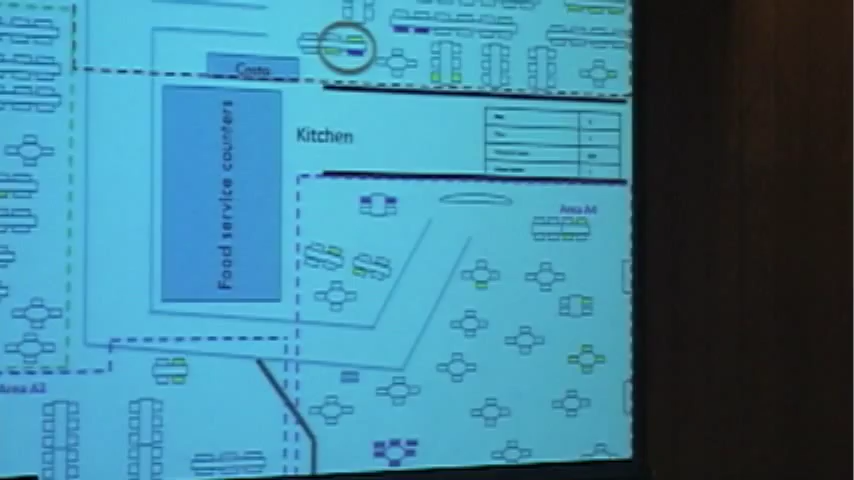 Costa
Kitchen
Food service counters
Area A4
Area A3